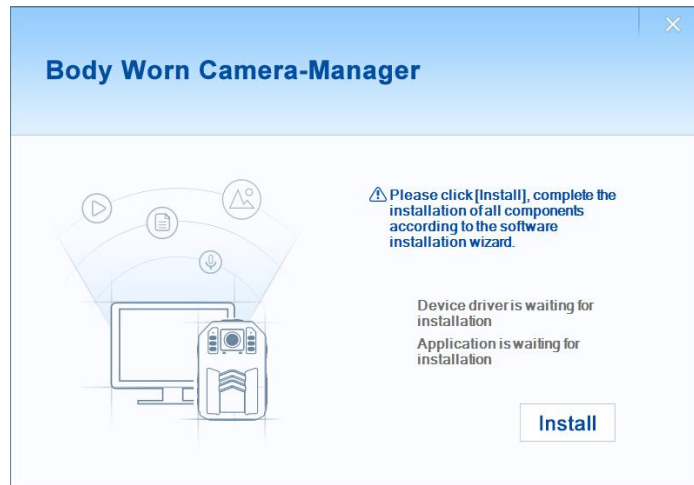 Body Worn Camera-Manager
Please click [Install], complete the
installation of all components
according to the software
installation wizard.
Device driver is waiting for
installation
Application is waiting for
installation
Install